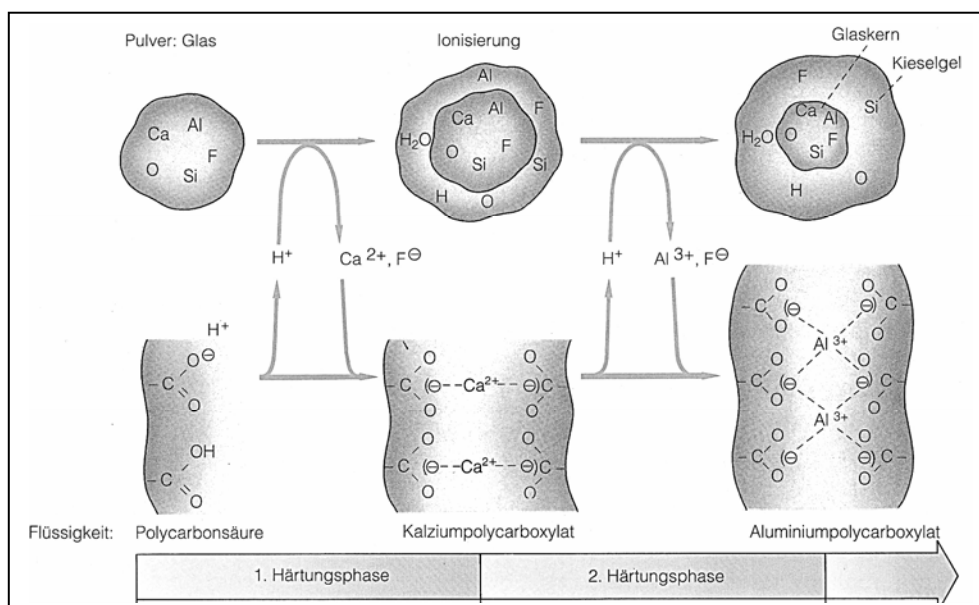 Pulver: Glas
Ionisierung
Glaskern
Kieselgel
Ca Al
F
O
Si
Al
Ca Al F
H₂O
O F
Si Si
H
O
F
Ca Al Si
H₂O O F
Si
H O
H⁺
Ca ²⁺, F⊖
H⁺
Al ³⁺, F⊖
H⁺
O⊖
– C
O
OH
– C
O
O O
– C (⊖ --Ca²⁺-- ⊖) C –
O O
O O
– C (⊖ --Ca²⁺-- ⊖) C –
O O
O O
– C (⊖ ⊖) C –
O O
Al ³⁺
O O
– C (⊖ ⊖) C –
O O
Al ³⁺
O O
– C (⊖ ⊖) C –
O O
Flüssigkeit: Polycarbonsäure Kalziumpolycarboxylat Aluminiumpolycarboxylat
1. Härtungsphase 2. Härtungsphase